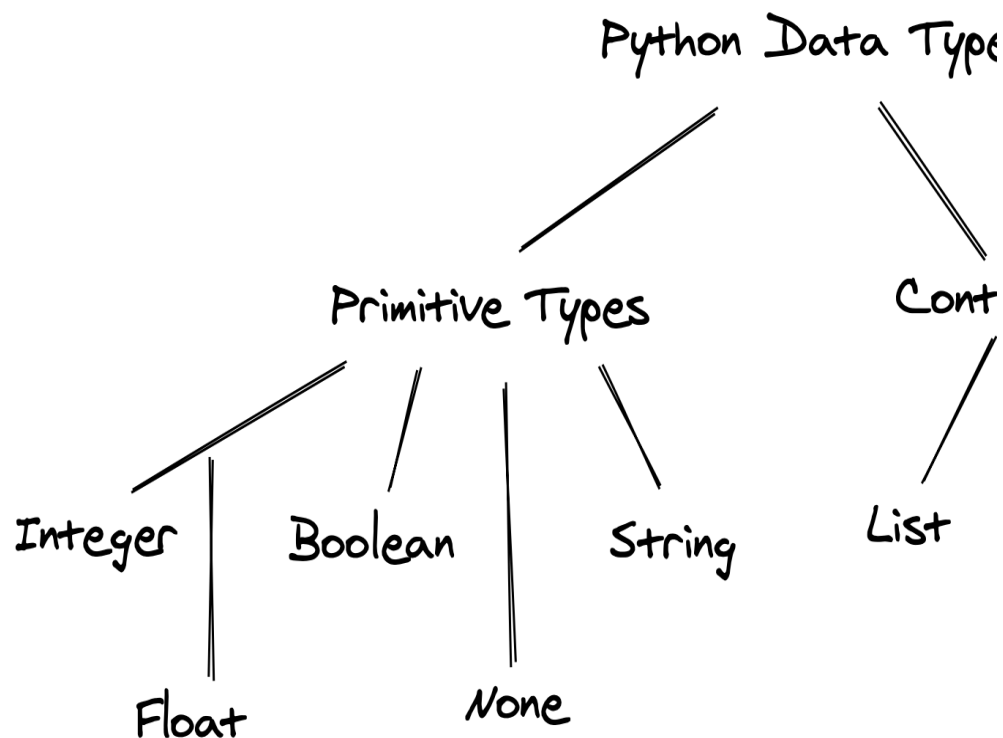 Python Data Type
Primitive Types
Cont
Integer
Boolean
String
List
Float
None